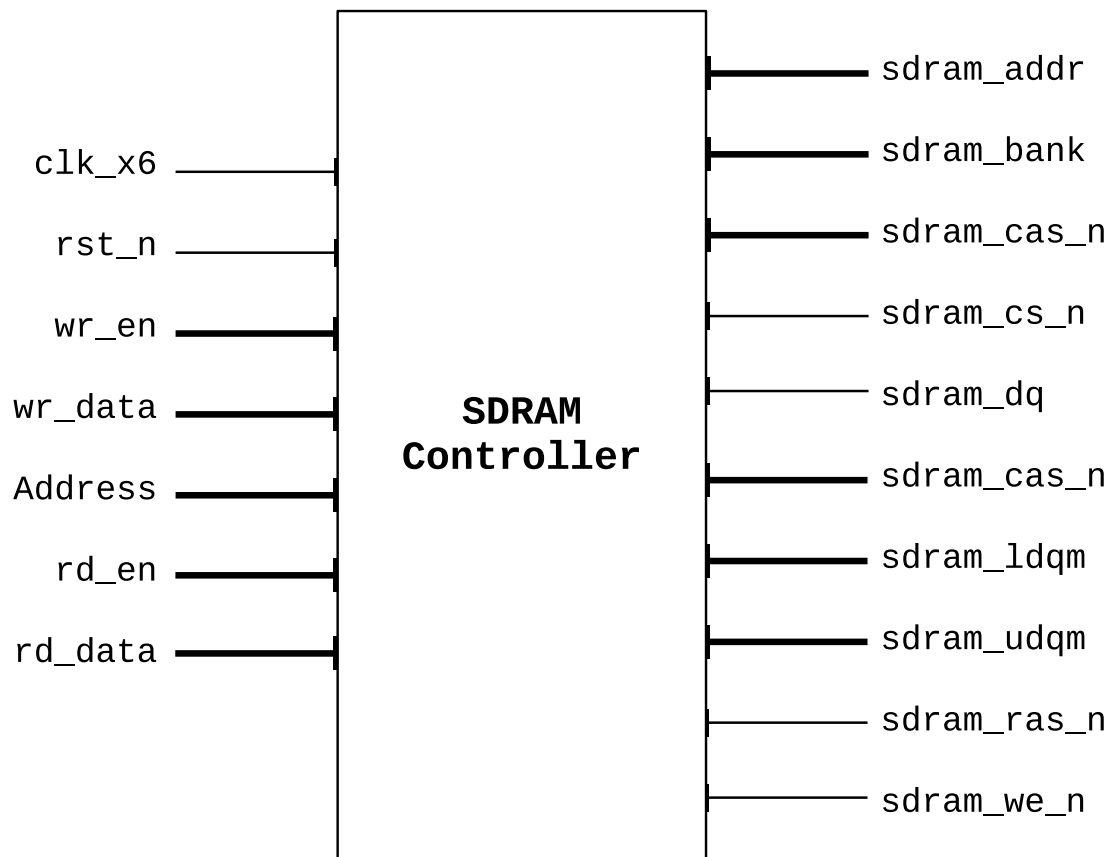 clk_x6
rst_n
wr_en
wr_data
Address
rd_en
rd_data
SDRAM
Controller
sdram_addr
sdram_bank
sdram_cas_n
sdram_cs_n
sdram_dq
sdram_cas_n
sdram_ldqm
sdram_udqm
sdram_ras_n
sdram_we_n